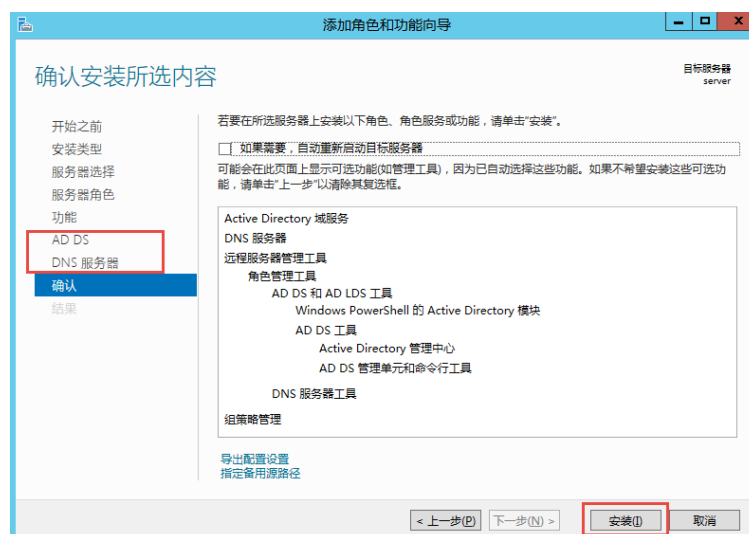 添加角色和功能向导
确认安装所选内容
目标服务器
server
开始之前
安装类型
服务器选择
服务器角色
功能
AD DS
DNS 服务器
确认
结果
若要在所选服务器上安装以下角色、角色服务或功能，请单击"安装"。
如果需要，自动重新启动目标服务器
可能会在此页面上显示可选功能(如管理工具)，因为已自动选择这些功能。如果不希望安装这些可选功
能，请单击"上一步"以清除其复选框。
Active Directory 域服务
DNS 服务器
远程服务器管理工具
角色管理工具
AD DS 和 AD LDS 工具
Windows PowerShell 的 Active Directory 模块
AD DS 工具
Active Directory 管理中心
AD DS 管理单元和命令行工具
DNS 服务器工具
组策略管理
导出配置设置
指定备用源路径
< 上一步(P) 下一步(N) > 安装(I) 取消